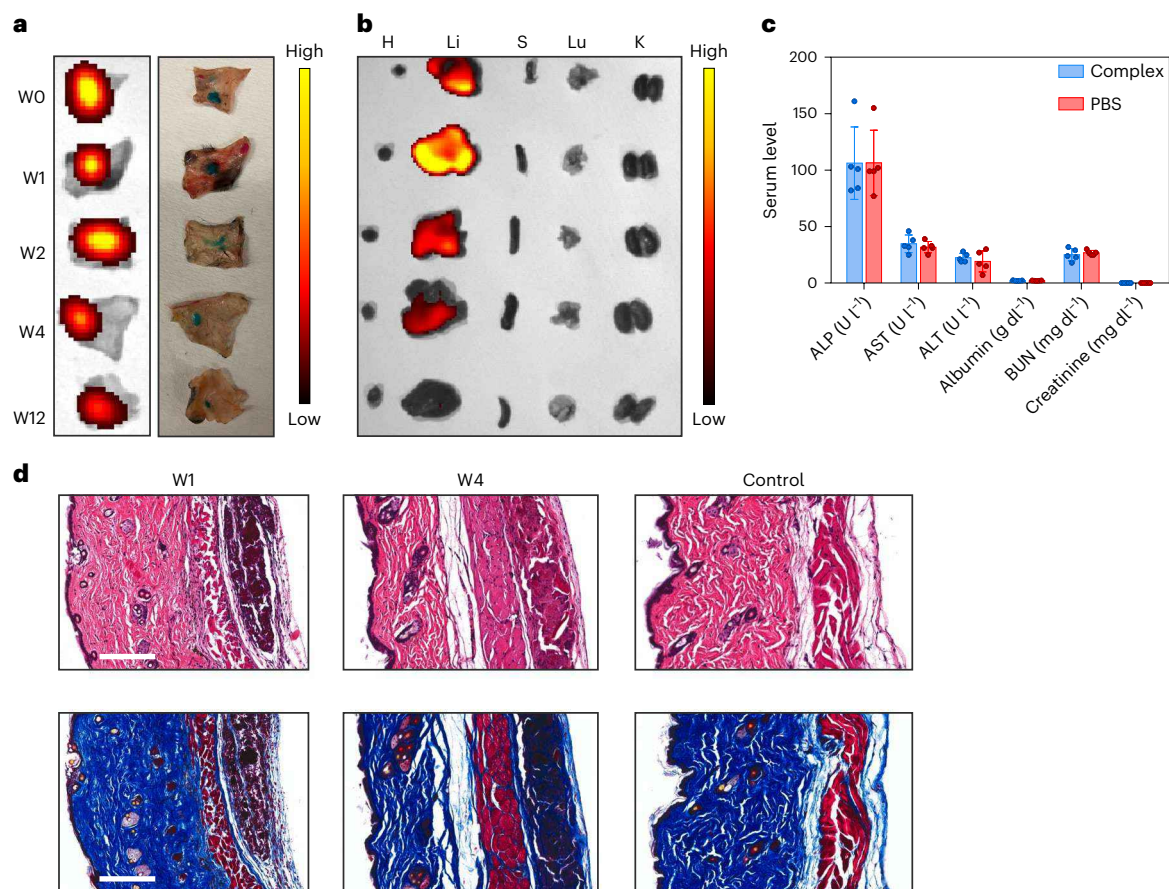 a
High
W0
W1
W2
W4
W12
Low
b
H Li S Lu K
High
Low
c
200
150
100
50
0
Serum level
Complex
PBS
ALP (U l⁻¹)
AST (U l⁻¹)
ALT (U l⁻¹)
Albumin (g dl⁻¹)
BUN (mg dl⁻¹)
Creatinine (mg dl⁻¹)
d
W1 W4 Control